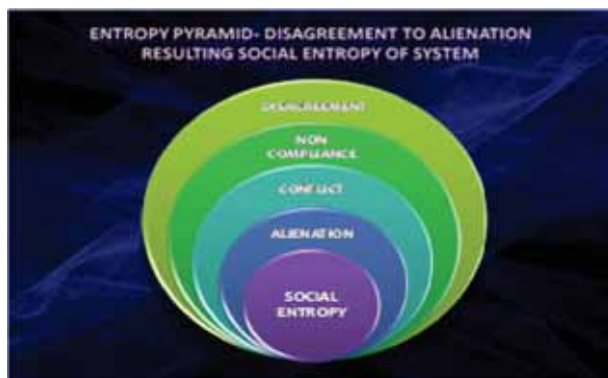 ENTROPY PYRAMID- DISAGREEMENT TO ALIENATION
RESULTING SOCIAL ENTROPY OF SYSTEM
DISAGREEMENT
NON
COMPLIANCE
CONFLICT
ALIENATION
SOCIAL
ENTROPY